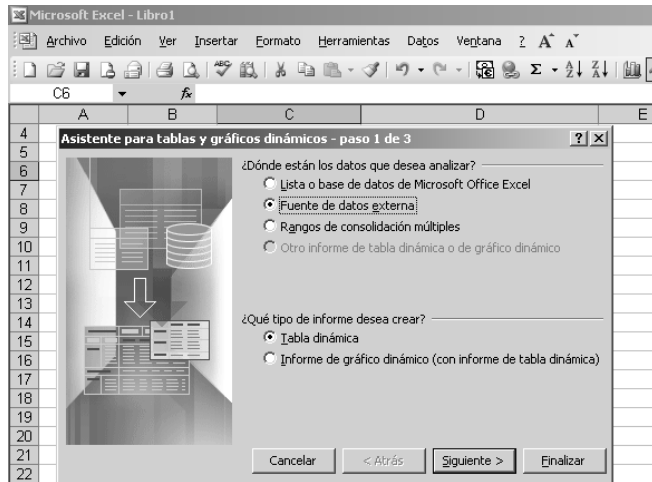 Microsoft Excel - Libro1
Archivo Edición Ver Insertar Formato Herramientas Datos Ventana ? A A
C6 fx
A B C D E
4
Asistente para tablas y gráficos dinámicos - paso 1 de 3 ? ×
5
¿Dónde están los datos que desea analizar?
6
Lista o base de datos de Microsoft Office Excel
7
Fuente de datos externa
8
Rangos de consolidación múltiples
9
Otro informe de tabla dinámica o de gráfico dinámico
10
11
12
13
¿Qué tipo de informe desea crear?
14
Tabla dinámica
15
Informe de gráfico dinámico (con informe de tabla dinámica)
16
17
18
19
20
Cancelar < Atrás Siguiente > Finalizar
21
22